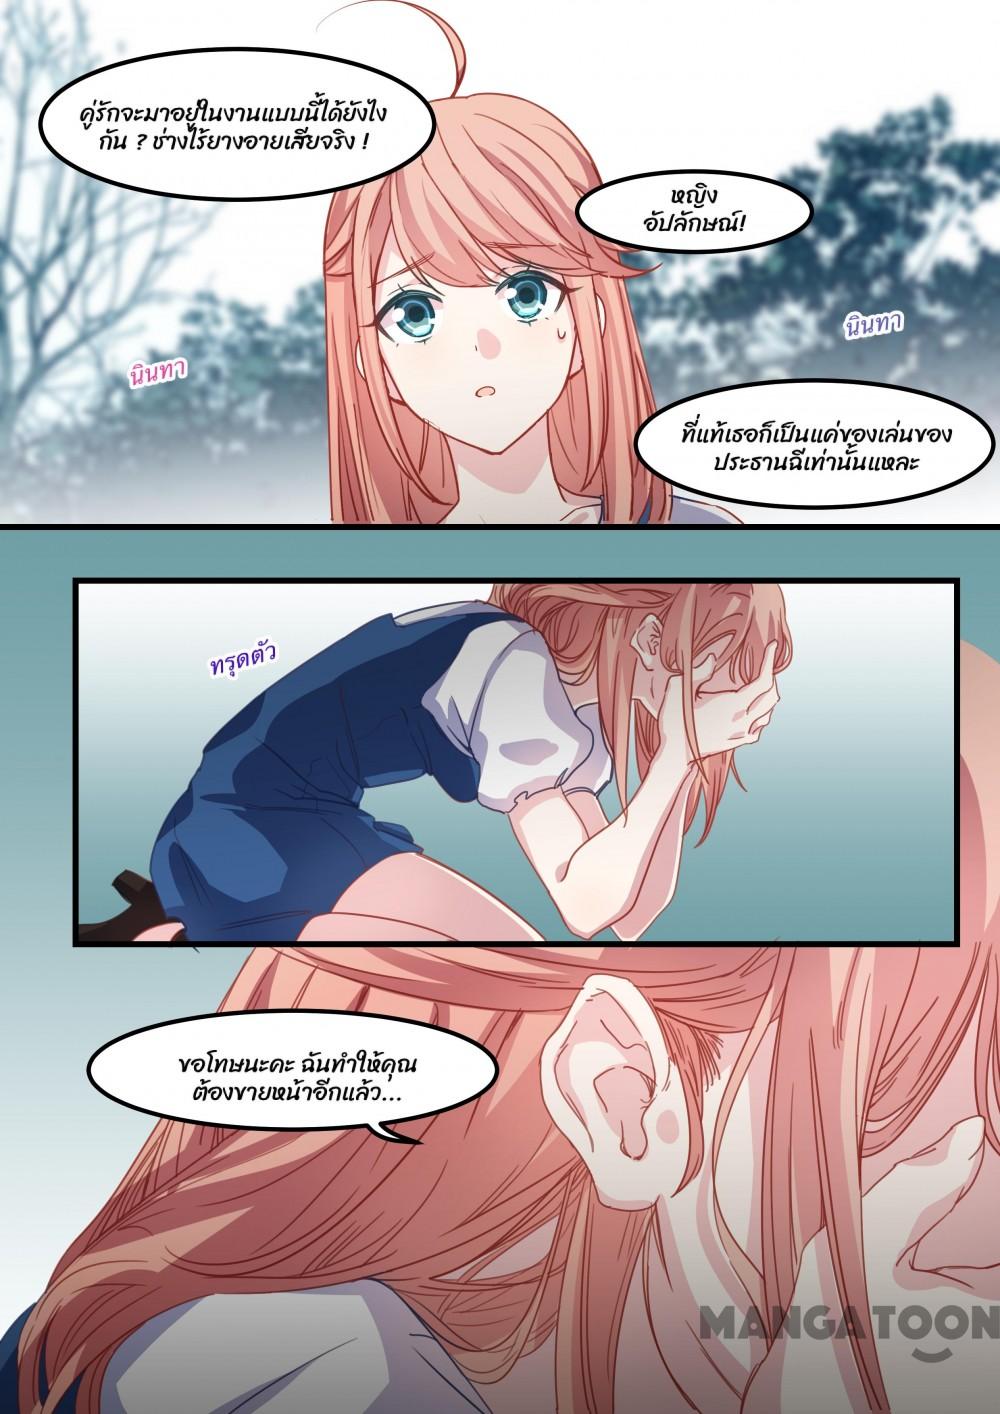 คู่รักจะมาอยู่ในงานแบบนี้ได้ยังไง
กัน ? ช่างไร้ยางอายเสียจริง !
หญิง
อัปลักษณ์!
นินทา
นินทา
ที่แท้เธอก็เป็นแค่ของเล่นของ
ประธานฉีเท่านั้นแหละ
ทรุดตัว
ขอโทษนะคะ ฉันทำให้คุณ
ต้องขายหน้าอีกแล้ว...
MANGATOON